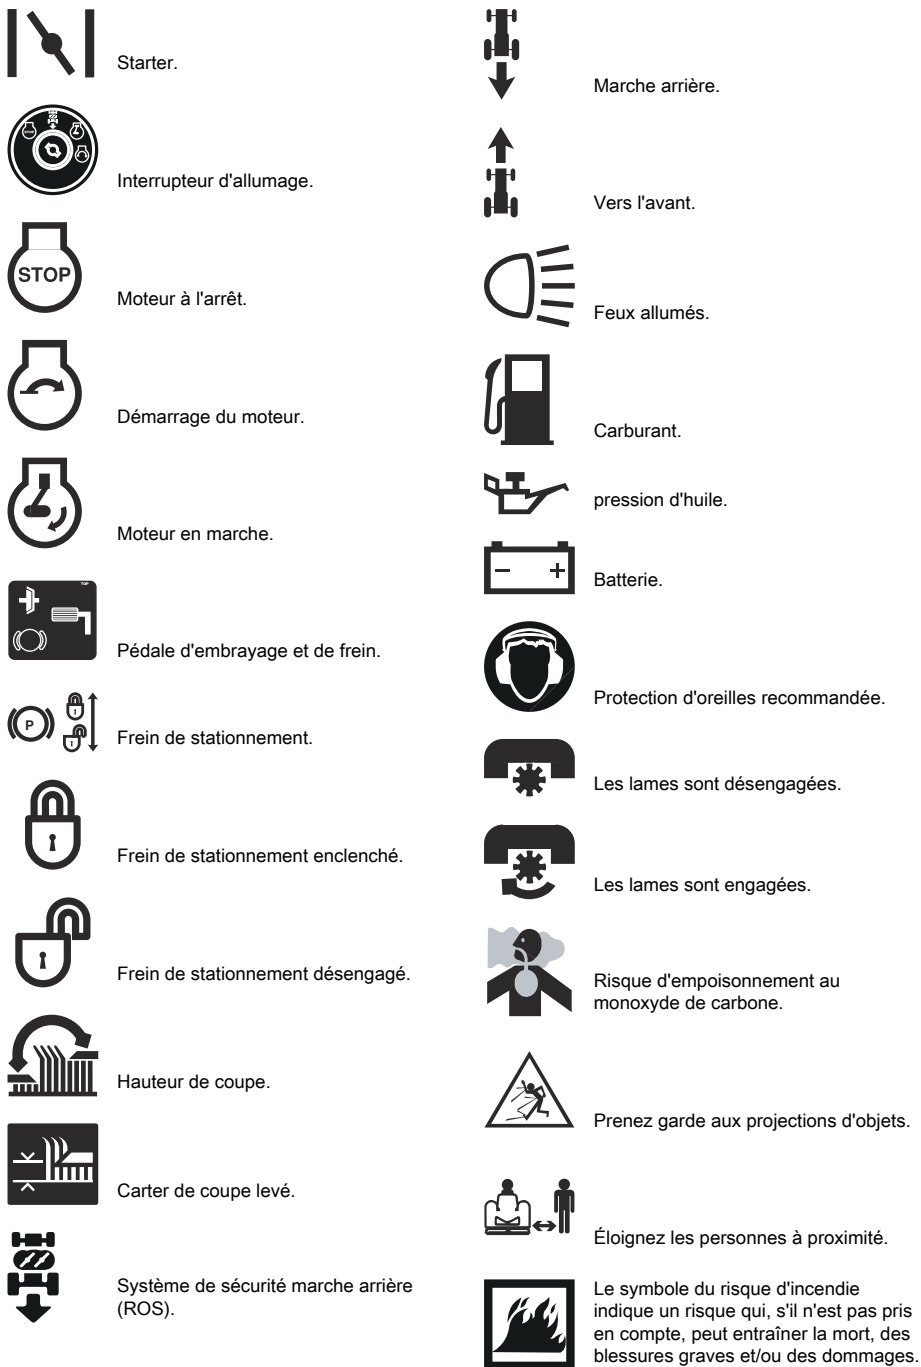 Starter.
Interrupteur d'allumage.
STOP
Moteur à l'arrêt.
Démarrage du moteur.
Moteur en marche.
TOP
Pédale d'embrayage et de frein.
P
Frein de stationnement.
Frein de stationnement enclenché.
Frein de stationnement désengagé.
Hauteur de coupe.
Carter de coupe levé.
Système de sécurité marche arrière
(ROS).
Marche arrière.
Vers l'avant.
Feux allumés.
Carburant.
pression d'huile.
Batterie.
Protection d'oreilles recommandée.
Les lames sont désengagées.
Les lames sont engagées.
Risque d'empoisonnement au
monoxyde de carbone.
Prenez garde aux projections d'objets.
Éloignez les personnes à proximité.
Le symbole du risque d'incendie
indique un risque qui, s'il n'est pas pris
en compte, peut entraîner la mort, des
blessures graves et/ou des dommages.